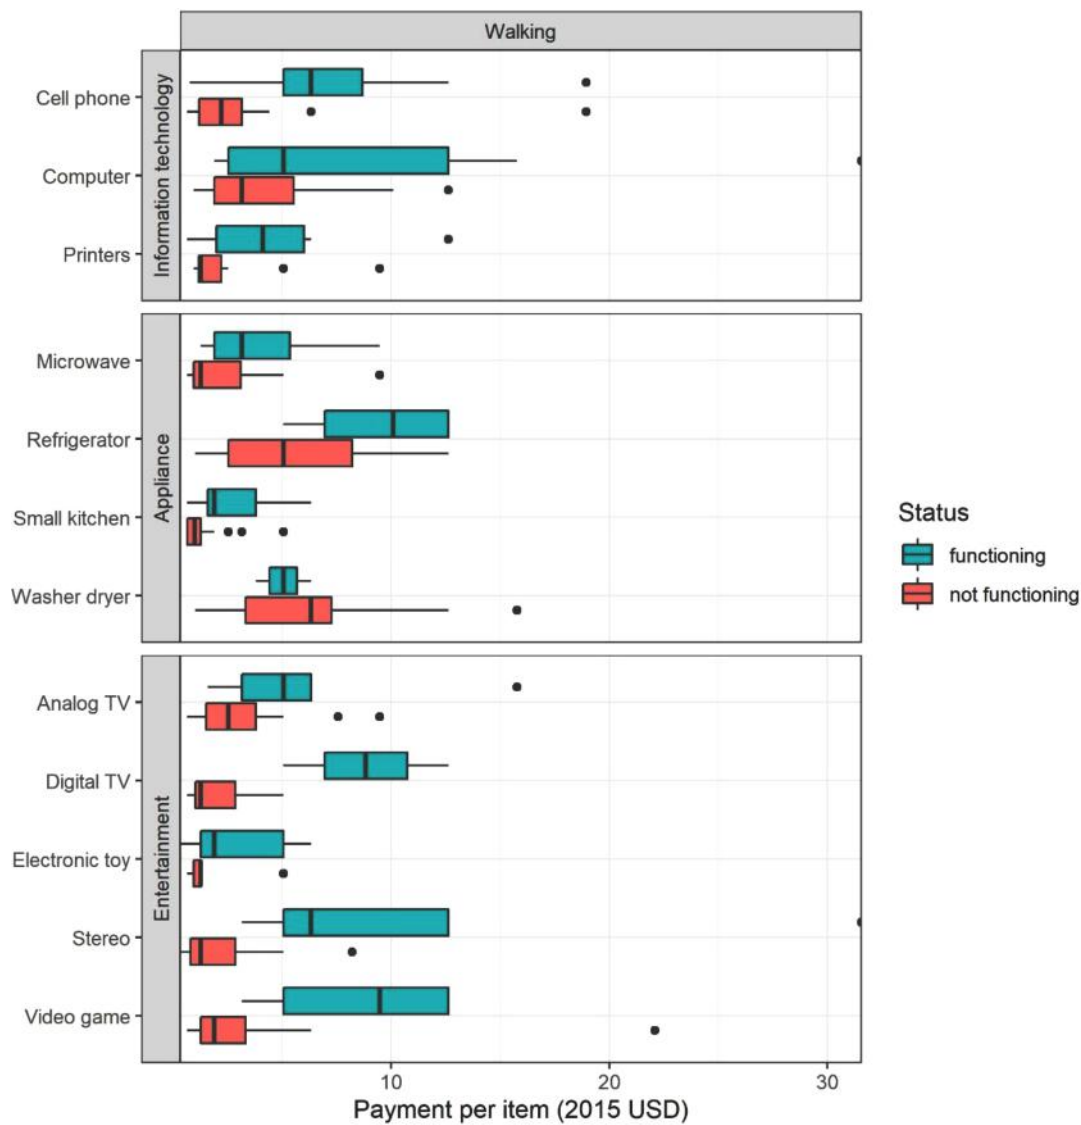 Walking
Information technology
Cell phone
Computer
Printers
Appliance
Microwave
Refrigerator
Small kitchen
Washer dryer
Entertainment
Analog TV
Digital TV
Electronic toy
Stereo
Video game
10 20 30
Payment per item (2015 USD)
Status
functioning
not functioning